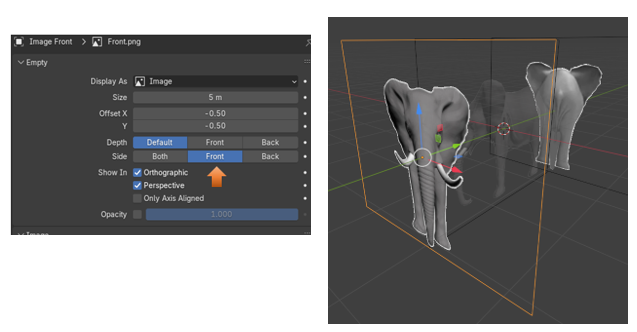 Image Front > Front.png
Empty
Display As Image
Size 5 m
Offset X -0.50
Y -0.50
Depth Default Front Back
Side Both Front Back
Show In Orthographic
Perspective
Only Axis Aligned
Opacity 1.000